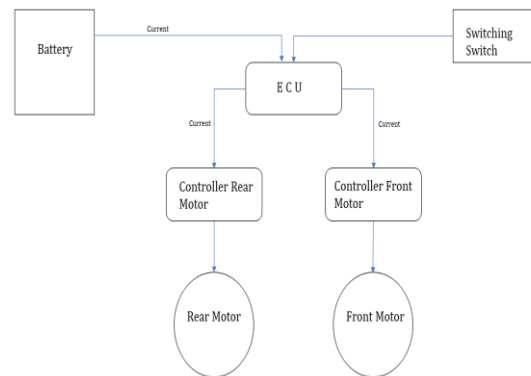 Battery
Current
Switching
Switch
E C U
Current
Current
Controller Rear
Motor
Controller Front
Motor
Rear Motor
Front Motor